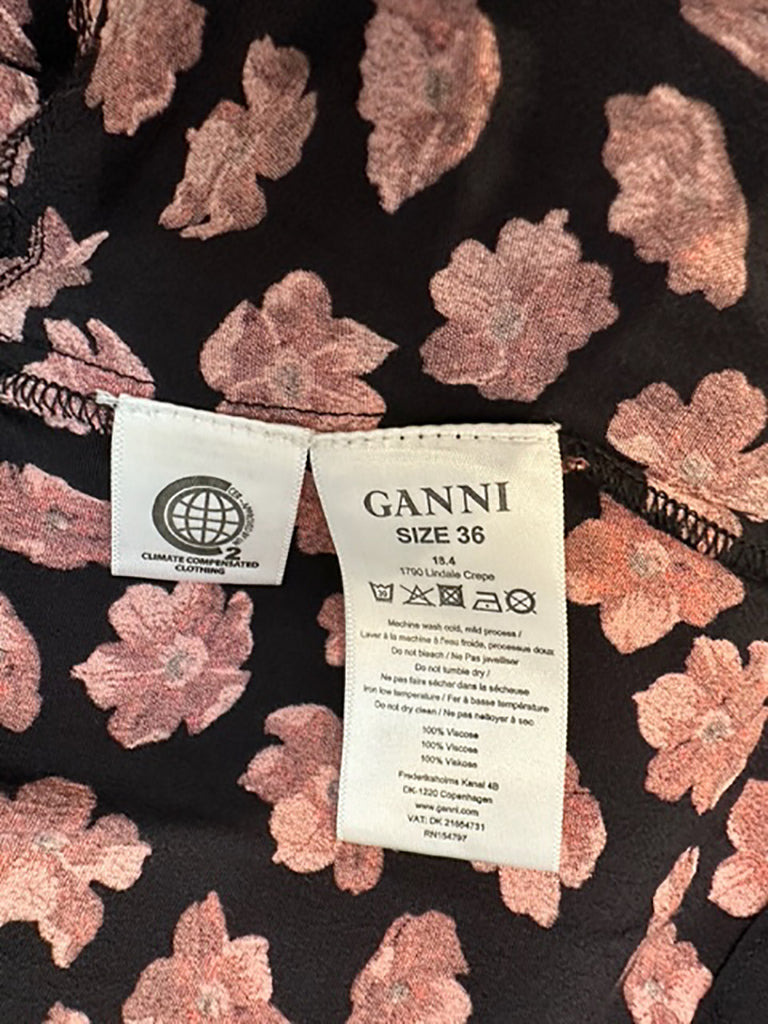 CO2
CLIMATE COMPENSATED
CLOTHING
GANNI
SIZE 36
18.4
1790 Lindale Crepe
30
Machine wash cold, mild process /
Laver à la machine à l'eau froide, processus doux
Do not bleach / Ne Pas javelliser
Do not tumble dry /
Ne pas faire sécher dans la sécheuse
Iron low temperature / Fer à basse température
Do not dry clean / Ne pas nettoyer à sec
100% Viscose
100% Viscose
100% Viskose
Frederiksholms Kanal 4B
DK-1220 Copenhagen
www.ganni.com
VAT: DK 21664731
RN154797